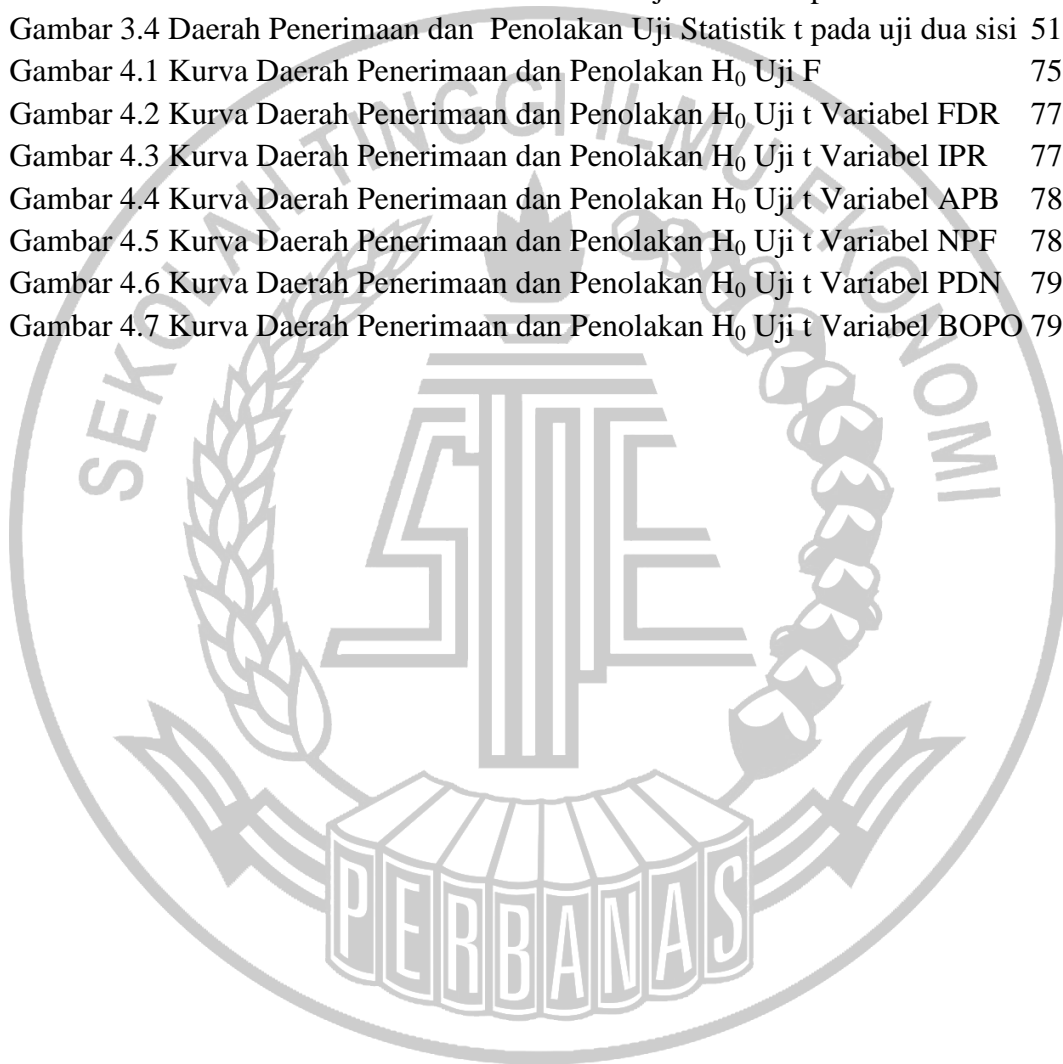 Gambar 3.4 Daerah Penerimaan dan Penolakan Uji Statistik t pada uji dua sisi 51
Gambar 4.1 Kurva Daerah Penerimaan dan Penolakan H₀ Uji F 75
Gambar 4.2 Kurva Daerah Penerimaan dan Penolakan H₀ Uji t Variabel FDR 77
Gambar 4.3 Kurva Daerah Penerimaan dan Penolakan H₀ Uji t Variabel IPR 77
Gambar 4.4 Kurva Daerah Penerimaan dan Penolakan H₀ Uji t Variabel APB 78
Gambar 4.5 Kurva Daerah Penerimaan dan Penolakan H₀ Uji t Variabel NPF 78
Gambar 4.6 Kurva Daerah Penerimaan dan Penolakan H₀ Uji t Variabel PDN 79
Gambar 4.7 Kurva Daerah Penerimaan dan Penolakan H₀ Uji t Variabel BOPO 79
SEKOLAH TINGGI ILMU EKONOMI
STIE
PERBANAS